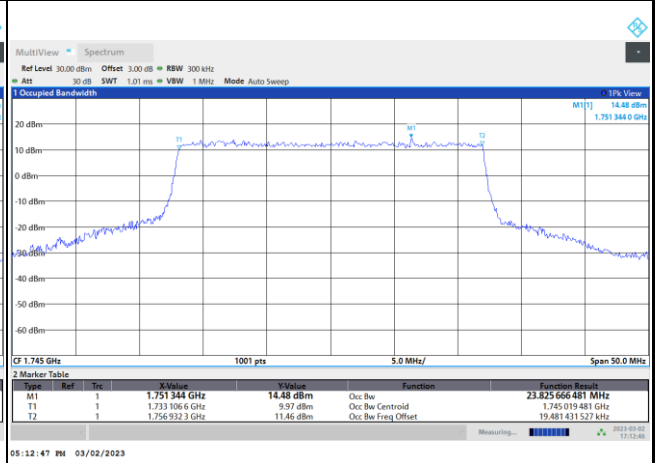 MultiView Spectrum
Ref Level 30.00 dBm Offset 3.00 dB RBW 300 kHz
Att 30 dB SWT 1.01 ms VBW 1 MHz Mode Auto Sweep
1 Occupied Bandwidth 1Pk View
M1[1] 14.48 dBm
1.751 344 0 GHz
M1
T1
T2
20 dBm
10 dBm
0 dBm
-10 dBm
-20 dBm
-30 dBm
-40 dBm
-50 dBm
-60 dBm
CF 1.745 GHz 1001 pts 5.0 MHz/ Span 50.0 MHz
2 Marker Table
Type Ref Trc X-Value Y-Value Function Function Result
M1 1 1.751 344 GHz 14.48 dBm Occ Bw 23.825 666 481 MHz
T1 1 1.733 106 6 GHz 9.97 dBm Occ Bw Centroid 1.745 019 481 GHz
T2 1 1.756 932 3 GHz 11.46 dBm Occ Bw Freq Offset 19.481 431 527 kHz
Measuring... 2023-03-02
17:12:46
05:12:47 PM 03/02/2023